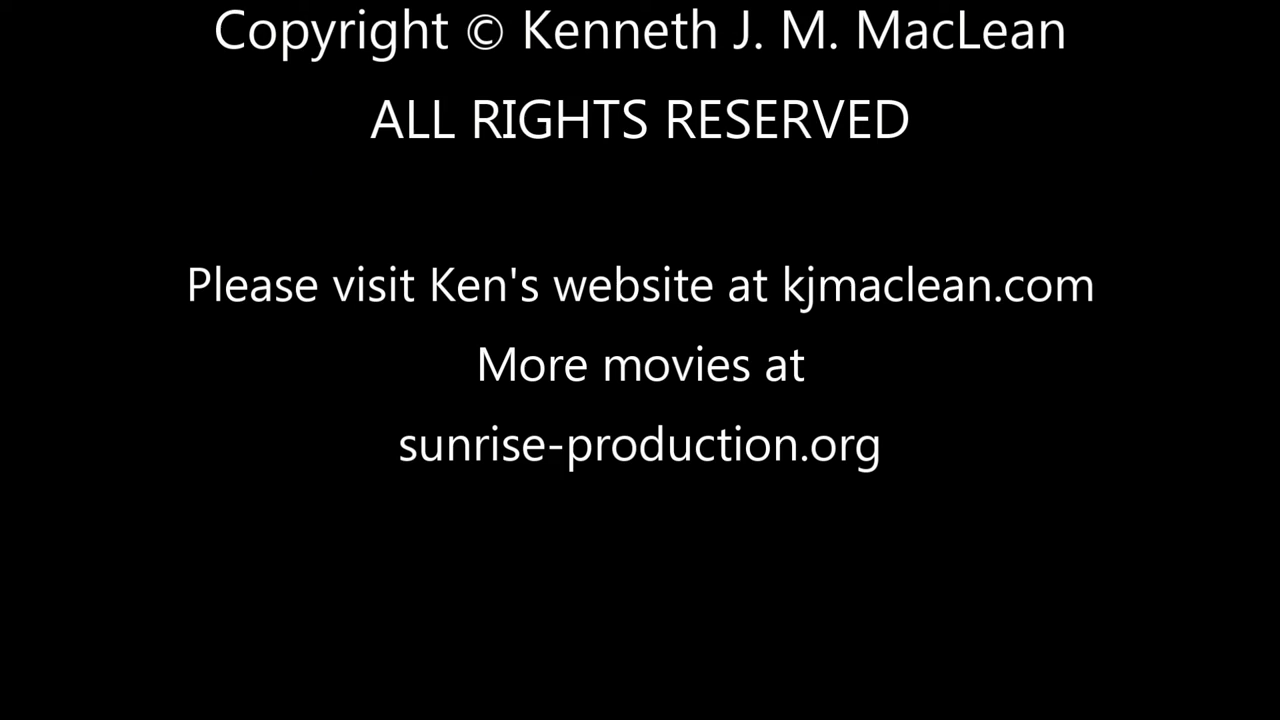 Copyright © Kenneth J. M. MacLean
ALL RIGHTS RESERVED
Please visit Ken's website at kjmaclean.com
More movies at
sunrise-production.org